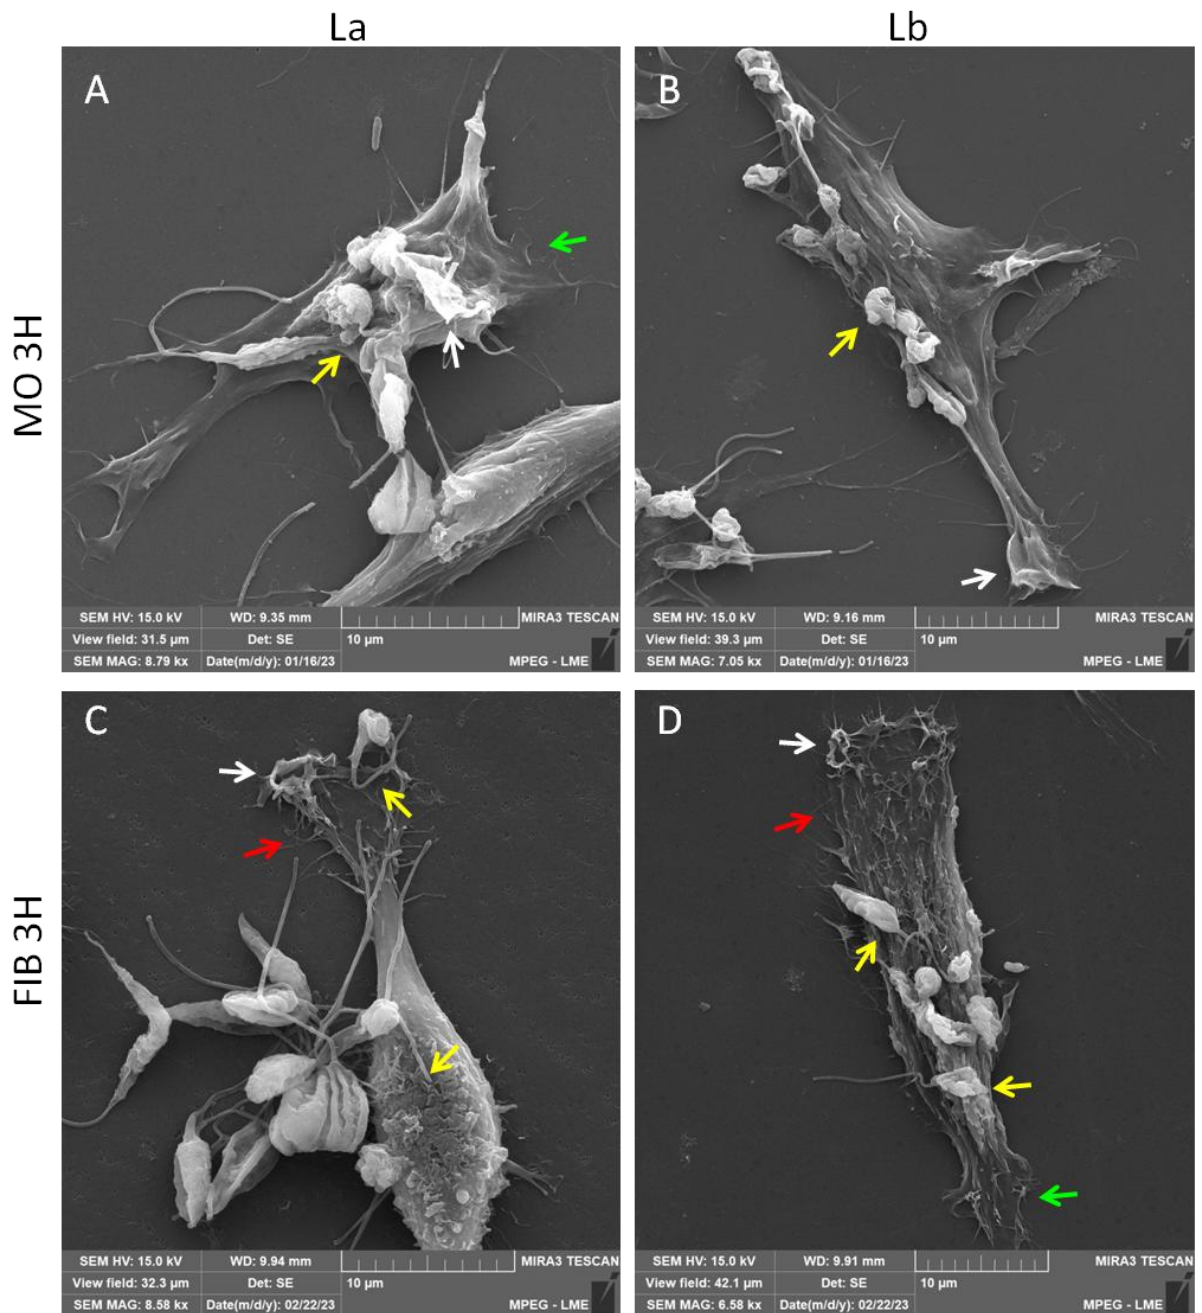 La Lb
A
B
MO 3H
SEM HV: 15.0 kV WD: 9.35 mm MIRA3 TESCAN
View field: 31.5 µm Det: SE 10 µm
SEM MAG: 8.79 kx Date(m/d/y): 01/16/23 MPEG - LME
SEM HV: 15.0 kV WD: 9.16 mm MIRA3 TESCAN
View field: 39.3 µm Det: SE 10 µm
SEM MAG: 7.05 kx Date(m/d/y): 01/16/23 MPEG - LME
C
D
FIB 3H
SEM HV: 15.0 kV WD: 9.94 mm MIRA3 TESCAN
View field: 32.3 µm Det: SE 10 µm
SEM MAG: 8.58 kx Date(m/d/y): 02/22/23 MPEG - LME
SEM HV: 15.0 kV WD: 9.91 mm MIRA3 TESCAN
View field: 42.1 µm Det: SE 10 µm
SEM MAG: 6.58 kx Date(m/d/y): 02/22/23 MPEG - LME